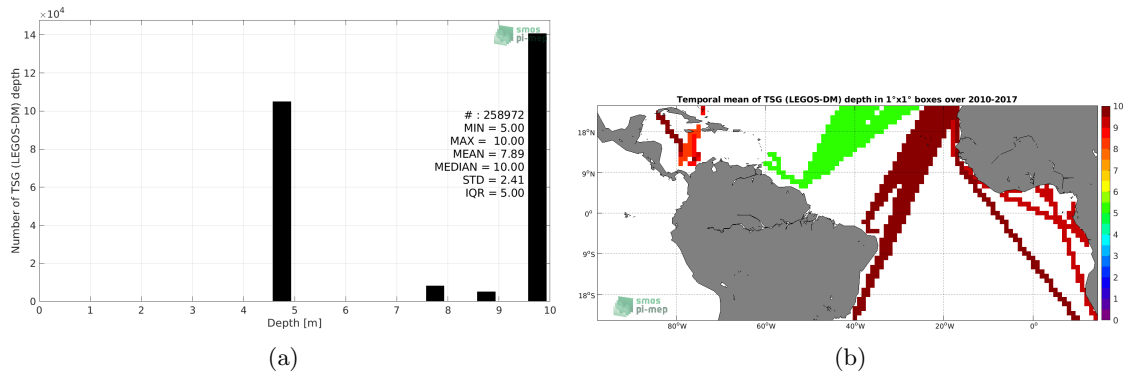 ×10⁴
14
12
10
8
6
4
2
0
Number of TSG (LEGOS-DM) depth
smos
pi-mep
# : 258972
MIN = 5.00
MAX = 10.00
MEAN = 7.89
MEDIAN = 10.00
STD = 2.41
IQR = 5.00
0 1 2 3 4 5 6 7 8 9 10
Depth [m]
(a)
Temporal mean of TSG (LEGOS-DM) depth in 1°x1° boxes over 2010-2017
18°N
9°N
0°
9°S
18°S
smos
pi-mep
80°W 60°W 40°W 20°W 0°
10
9
8
7
6
5
4
3
2
1
0
(b)